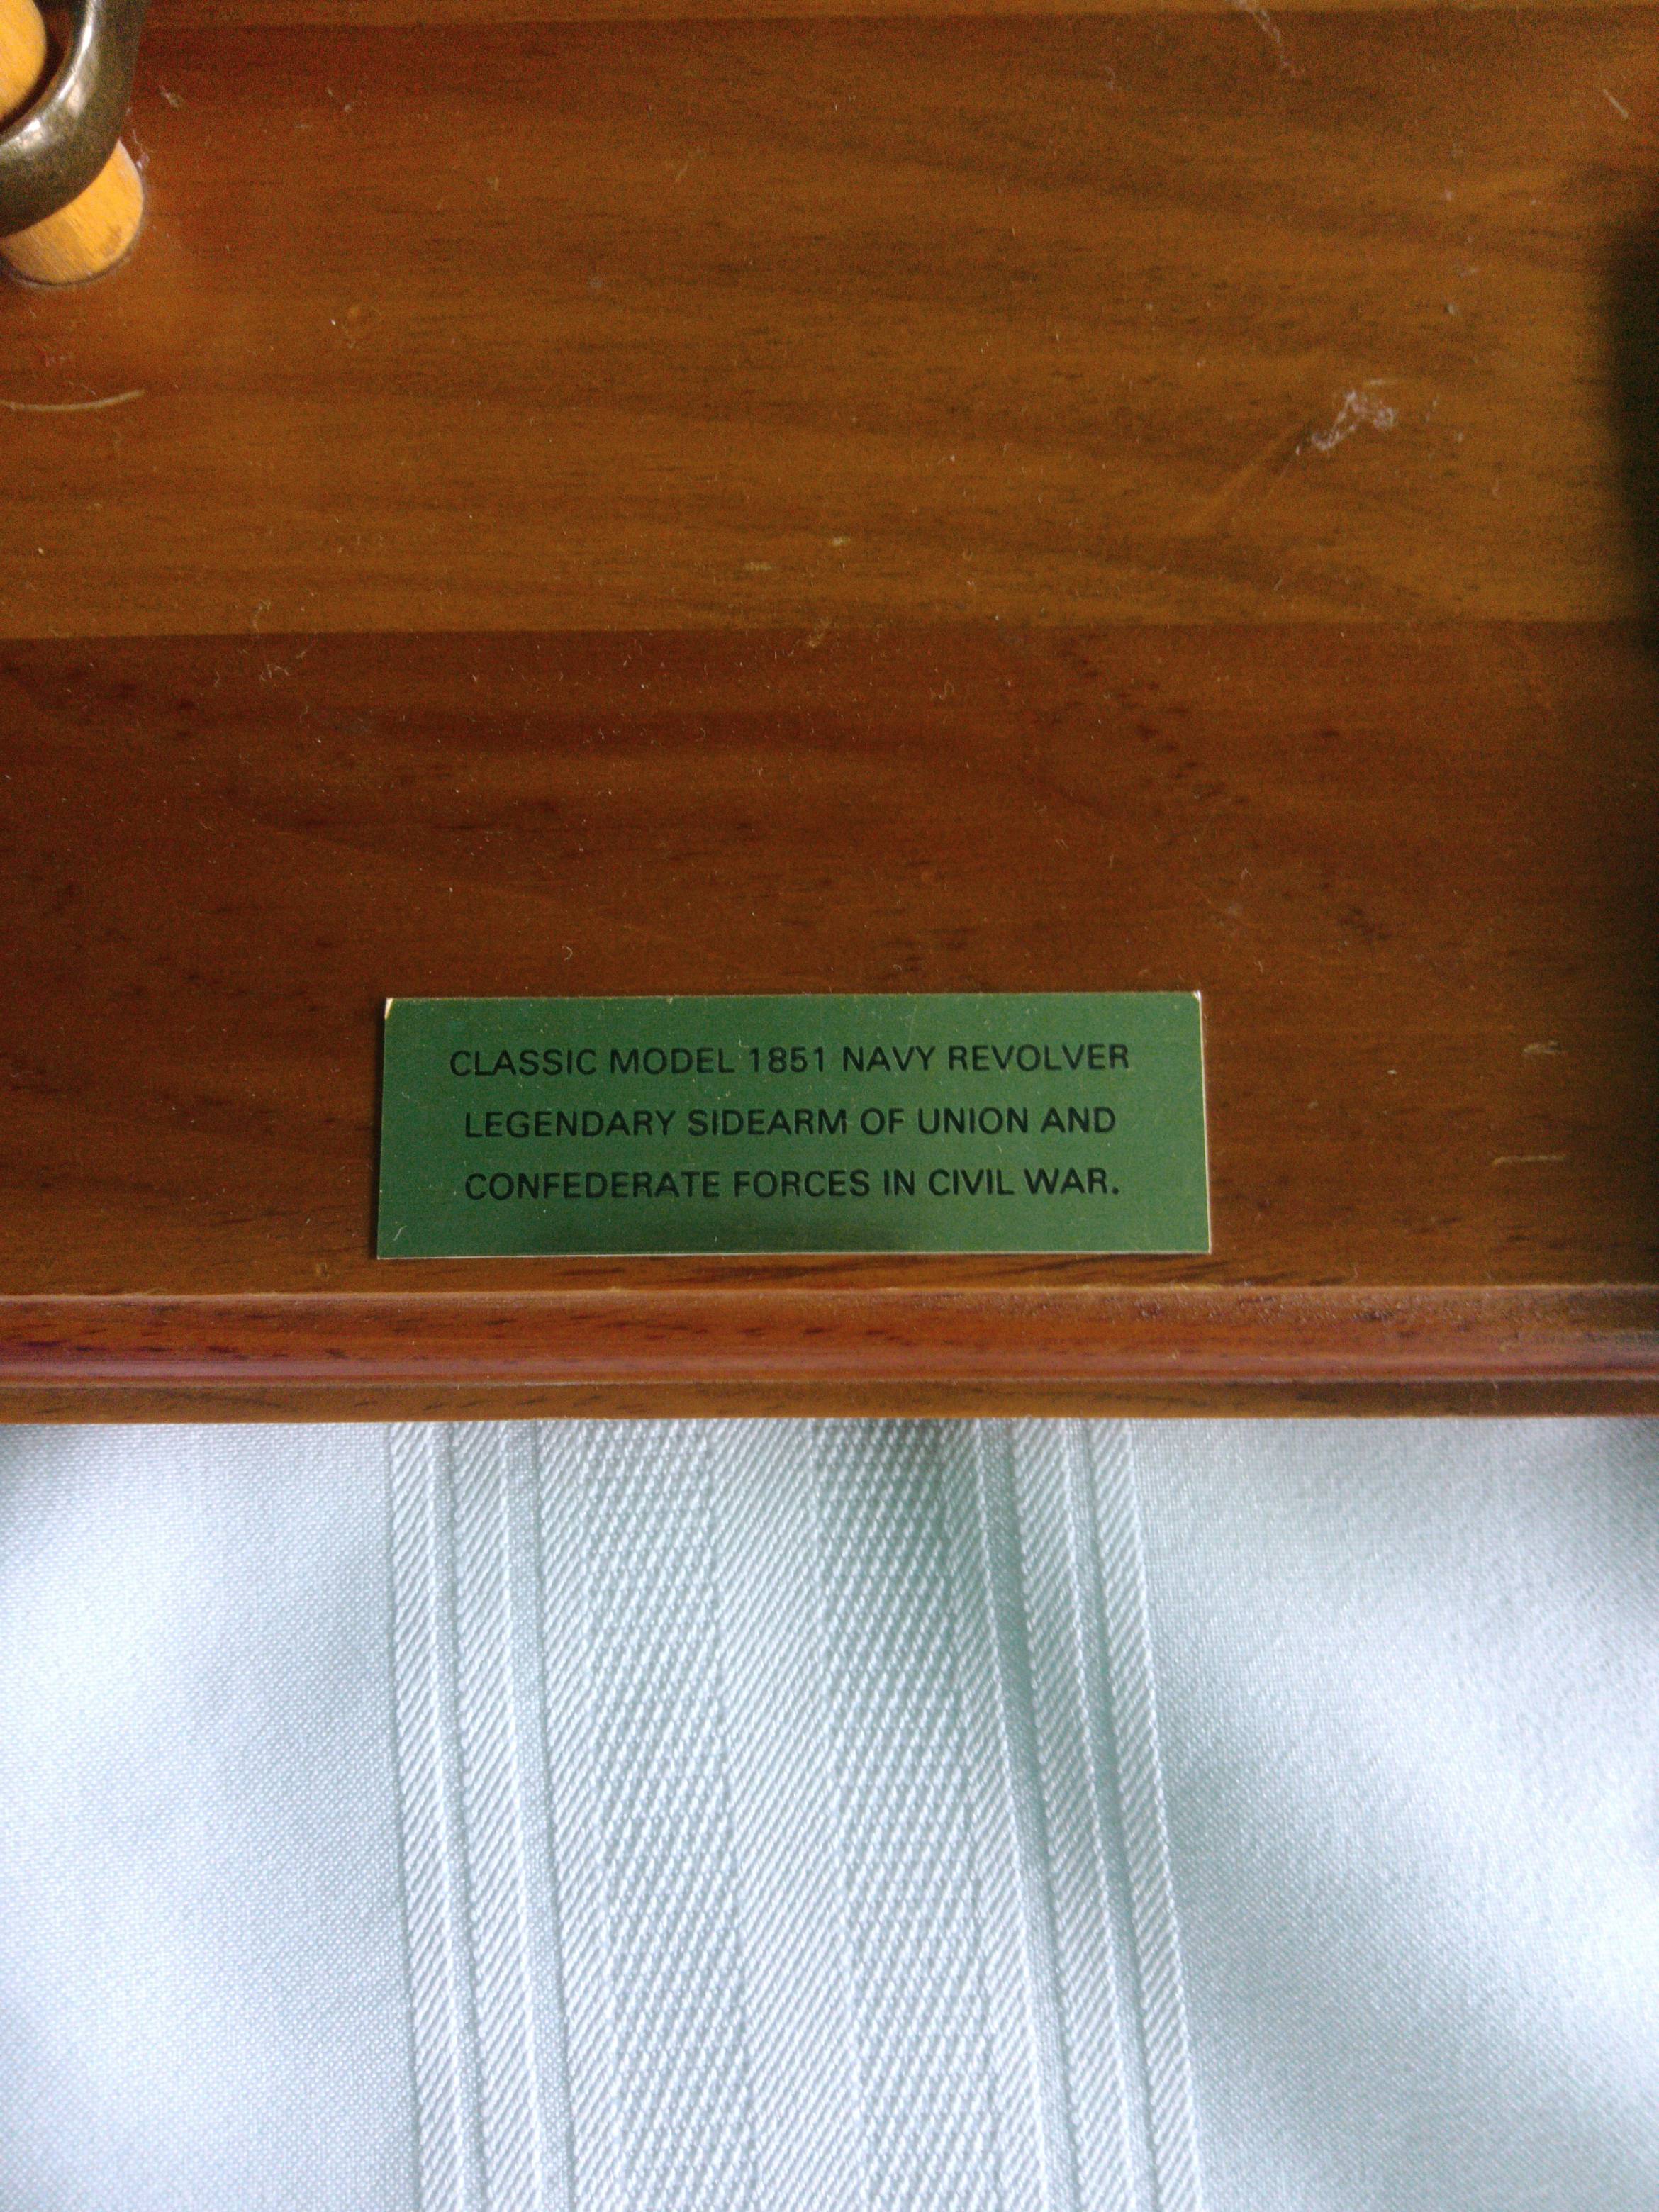 CLASSIC MODEL 1851 NAVY REVOLVER
LEGENDARY SIDEARM OF UNION AND
CONFEDERATE FORCES IN CIVIL WAR.